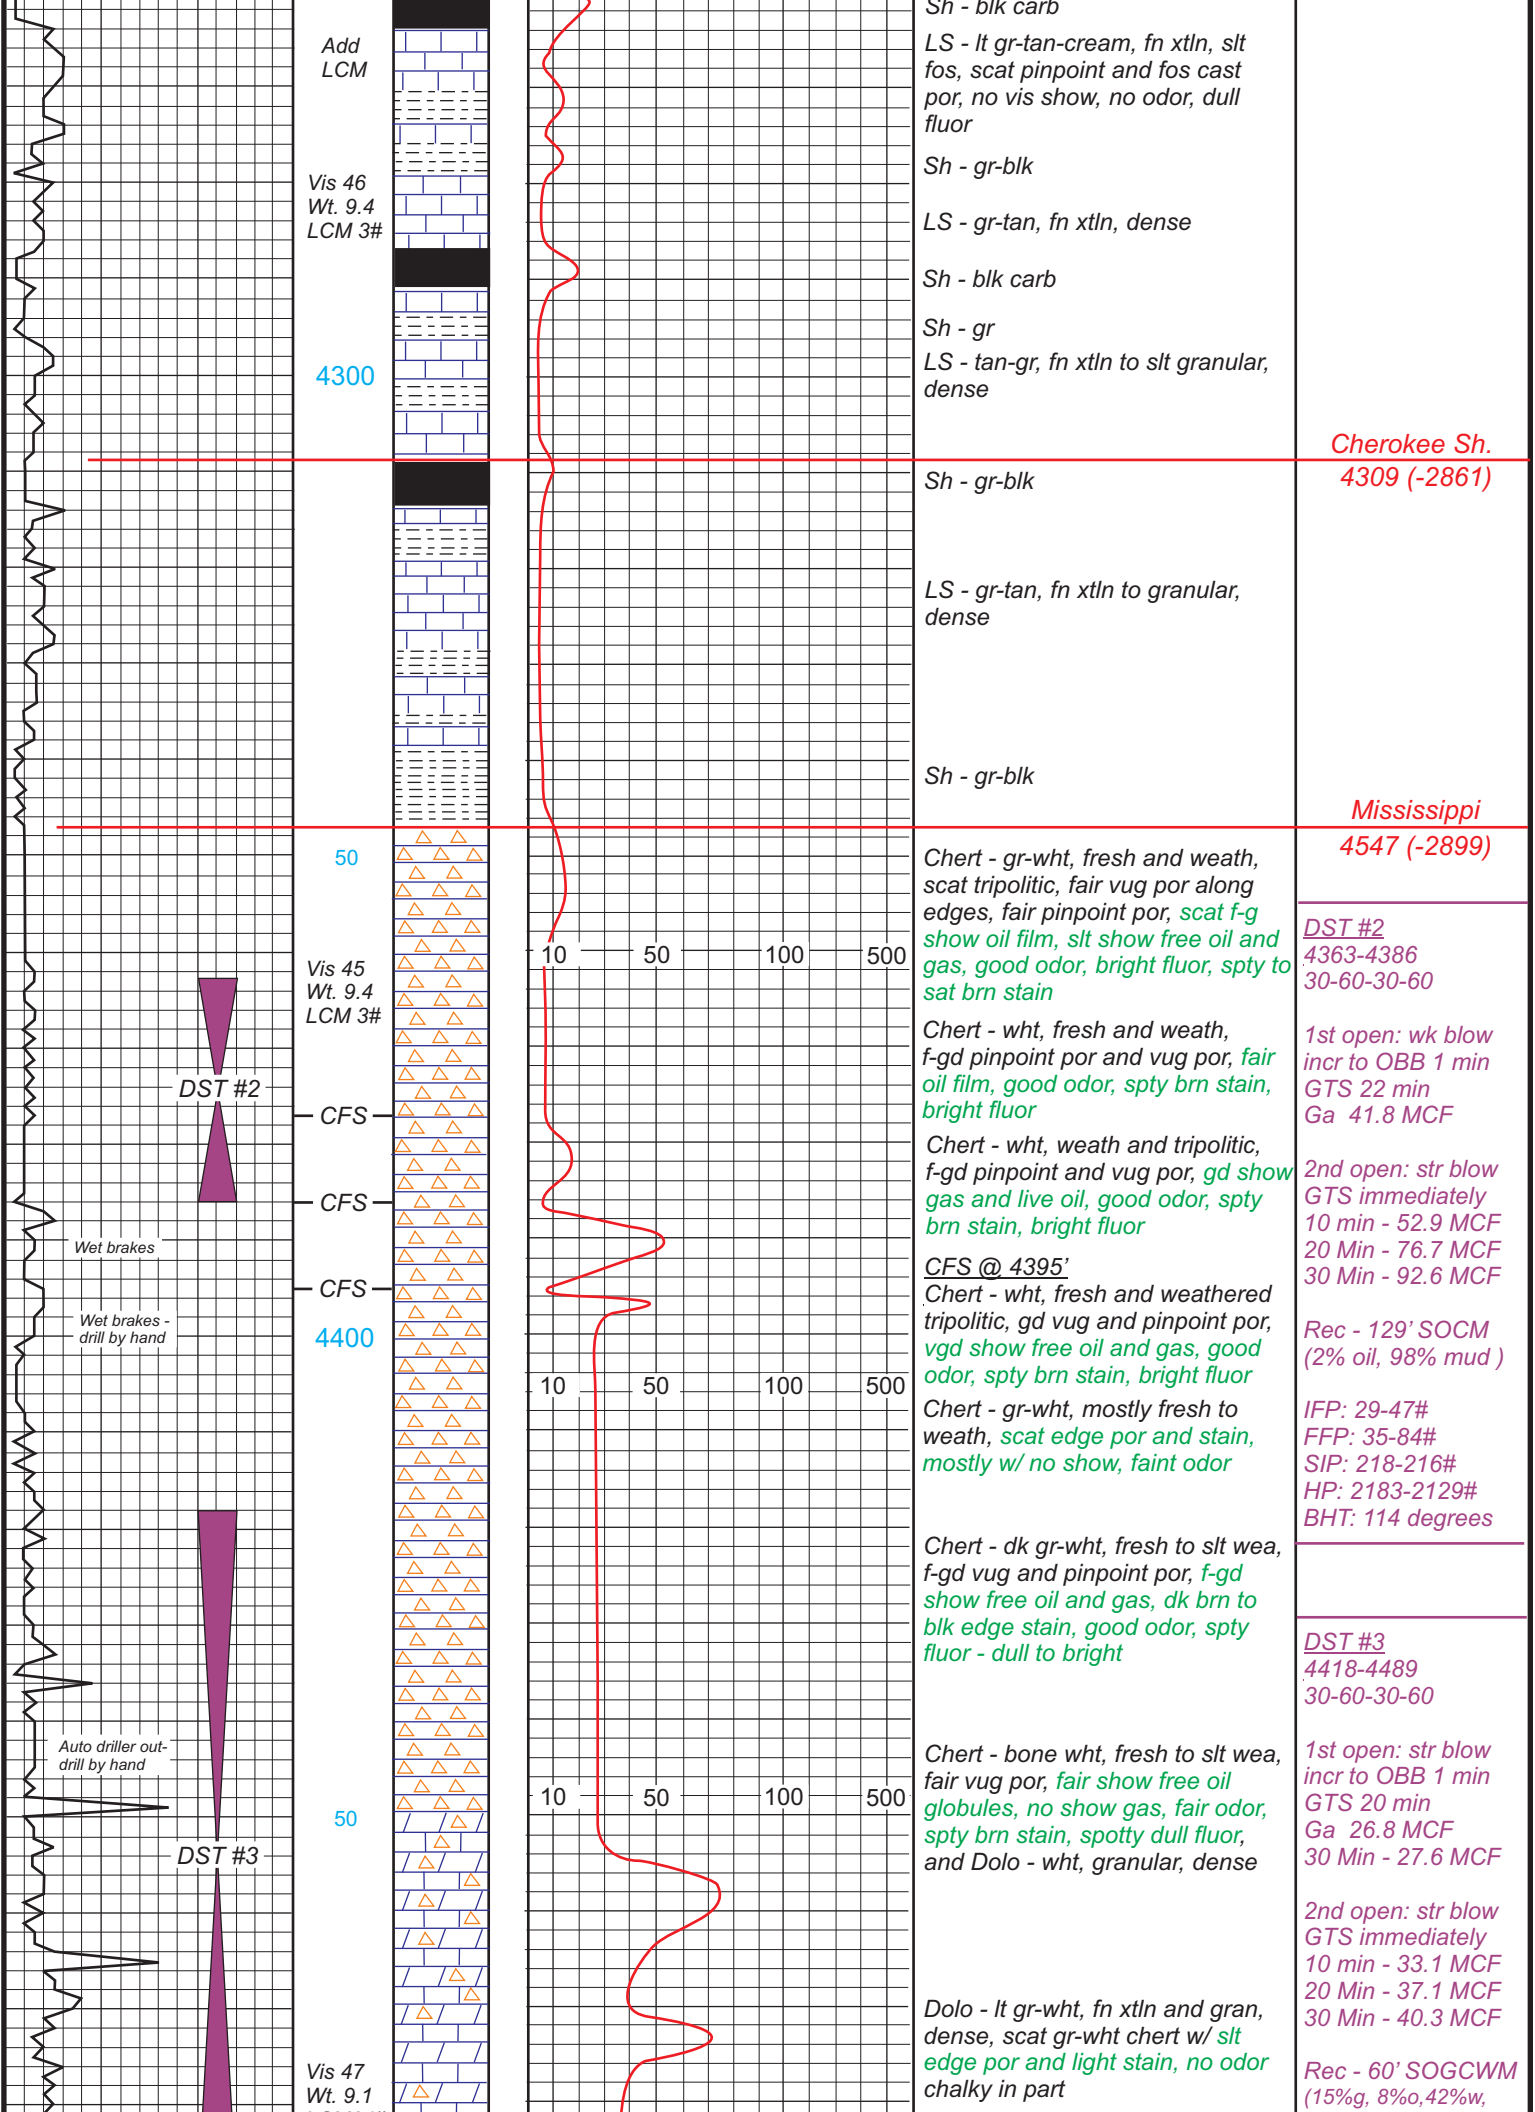 Sh - blk carb
Add
LCM
LS - lt gr-tan-cream, fn xtln, slt
fos, scat pinpoint and fos cast
por, no vis show, no odor, dull
fluor
Sh - gr-blk
Vis 46
Wt. 9.4
LCM 3#
LS - gr-tan, fn xtln, dense
Sh - blk carb
Sh - gr
4300
LS - tan-gr, fn xtln to slt granular,
dense
Cherokee Sh.
4309 (-2861)
Sh - gr-blk
LS - gr-tan, fn xtln to granular,
dense
Sh - gr-blk
Mississippi
4547 (-2899)
50
Chert - gr-wht, fresh and weath,
scat tripolitic, fair vug por along
edges, fair pinpoint por, scat f-g
show oil film, slt show free oil and
gas, good odor, bright fluor, spty to
sat brn stain
10 50 100 500
Vis 45
Wt. 9.4
LCM 3#
Chert - wht, fresh and weath,
f-gd pinpoint por and vug por, fair
oil film, good odor, spty brn stain,
bright fluor
DST #2
CFS
Chert - wht, weath and tripolitic,
f-gd pinpoint and vug por, gd show
gas and live oil, good odor, spty
brn stain, bright fluor
CFS
Wet brakes
CFS
CFS @ 4395'
Chert - wht, fresh and weathered
tripolitic, gd vug and pinpoint por,
vgd show free oil and gas, good
odor, spty brn stain, bright fluor
Wet brakes -
drill by hand
4400
10 50 100 500
Chert - gr-wht, mostly fresh to
weath, scat edge por and stain,
mostly w/ no show, faint odor
Chert - dk gr-wht, fresh to slt wea,
f-gd vug and pinpoint por, f-gd
show free oil and gas, dk brn to
blk edge stain, good odor, spty
fluor - dull to bright
Auto driller out-
drill by hand
Chert - bone wht, fresh to slt wea,
fair vug por, fair show free oil
globules, no show gas, fair odor,
spty brn stain, spotty dull fluor,
and Dolo - wht, granular, dense
10 50 100 500
50
DST #3
Dolo - lt gr-wht, fn xtln and gran,
dense, scat gr-wht chert w/ slt
edge por and light stain, no odor
chalky in part
Vis 47
Wt. 9.1
DST #2
4363-4386
30-60-30-60
1st open: wk blow
incr to OBB 1 min
GTS 22 min
Ga 41.8 MCF
2nd open: str blow
GTS immediately
10 min - 52.9 MCF
20 Min - 76.7 MCF
30 Min - 92.6 MCF
Rec - 129' SOCM
(2% oil, 98% mud )
IFP: 29-47#
FFP: 35-84#
SIP: 218-216#
HP: 2183-2129#
BHT: 114 degrees
DST #3
4418-4489
30-60-30-60
1st open: str blow
incr to OBB 1 min
GTS 20 min
Ga 26.8 MCF
30 Min - 27.6 MCF
2nd open: str blow
GTS immediately
10 min - 33.1 MCF
20 Min - 37.1 MCF
30 Min - 40.3 MCF
Rec - 60' SOGCWM
(15%g, 8%o,42%w,